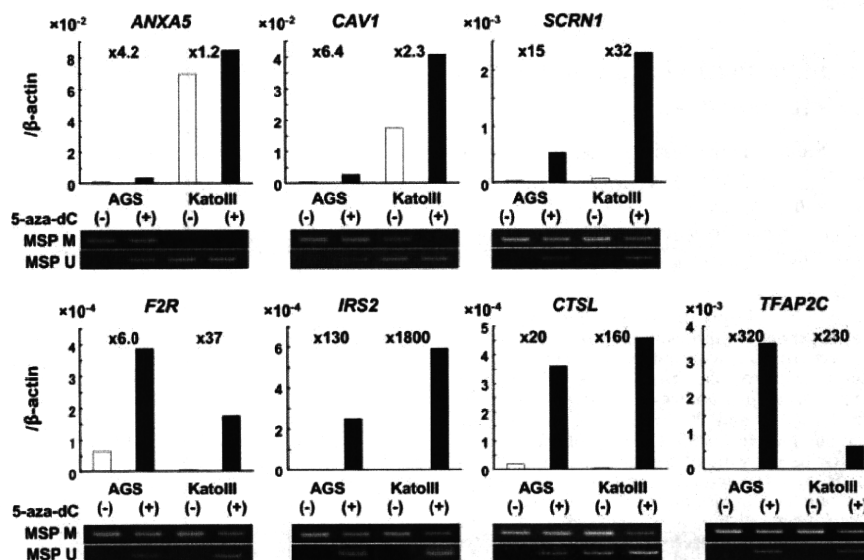 ×10⁻² ANXA5 ×10⁻² CAV1 ×10⁻³ SCRN1
8 x4.2 x1.2 4 x6.4 x2.3 2 x15 x32
6 3
4 2 1
2 1
0 0 0
/β-actin
AGS KatoIII AGS KatoIII AGS KatoIII
5-aza-dC (-) (+) (-) (+) (-) (+) (-) (+) (-) (+) (-) (+)
MSP M
MSP U
×10⁻⁴ F2R ×10⁻⁴ IRS2 ×10⁻⁴ CTSL ×10⁻³ TFAP2C
4 x6.0 x37 6 x130 x1800 5 x20 x160 4 x320 x230
3 4 4 3
2 3 2
1 2 2 1
0 0 1 0
0
/β-actin
AGS KatoIII AGS KatoIII AGS KatoIII AGS KatoIII
5-aza-dC (-) (+) (-) (+) (-) (+) (-) (+) (-) (+) (-) (+) (-) (+) (-) (+)
MSP M
MSP U